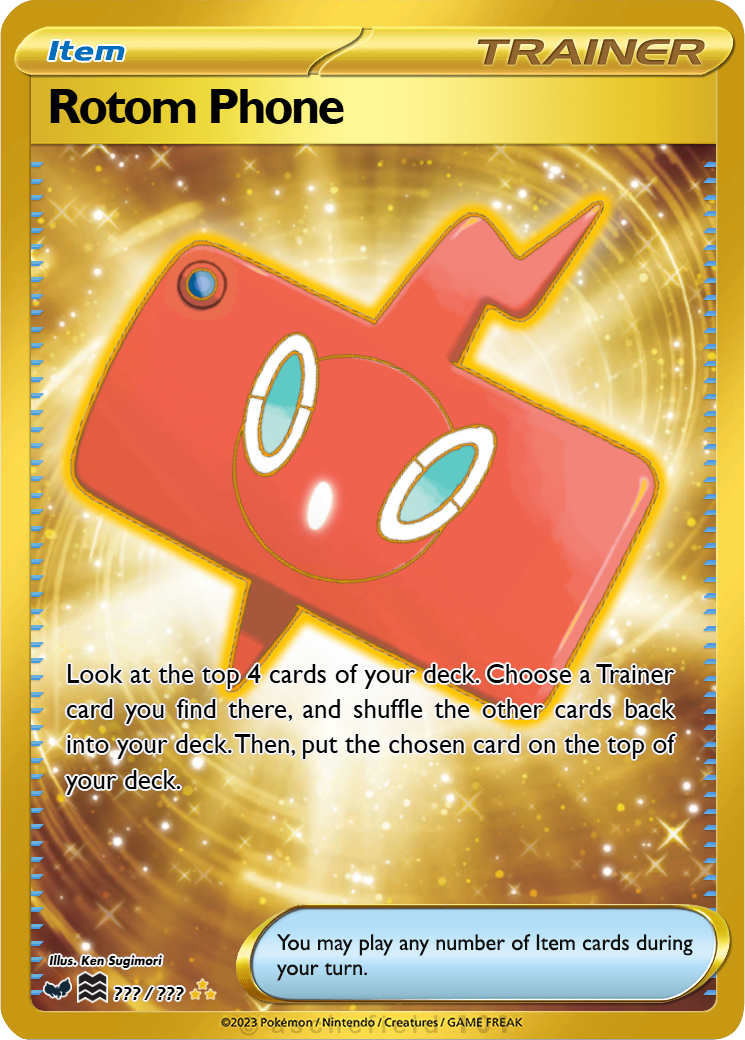 Item
TRAINER
Rotom Phone
Look at the top 4 cards of your deck. Choose a Trainer
card you find there, and shuffle the other cards back
into your deck. Then, put the chosen card on the top of
your deck.
You may play any number of Item cards during
your turn.
Illus. Ken Sugimori
??? / ???
©2023 Pokémon / Nintendo / Creatures / GAME FREAK